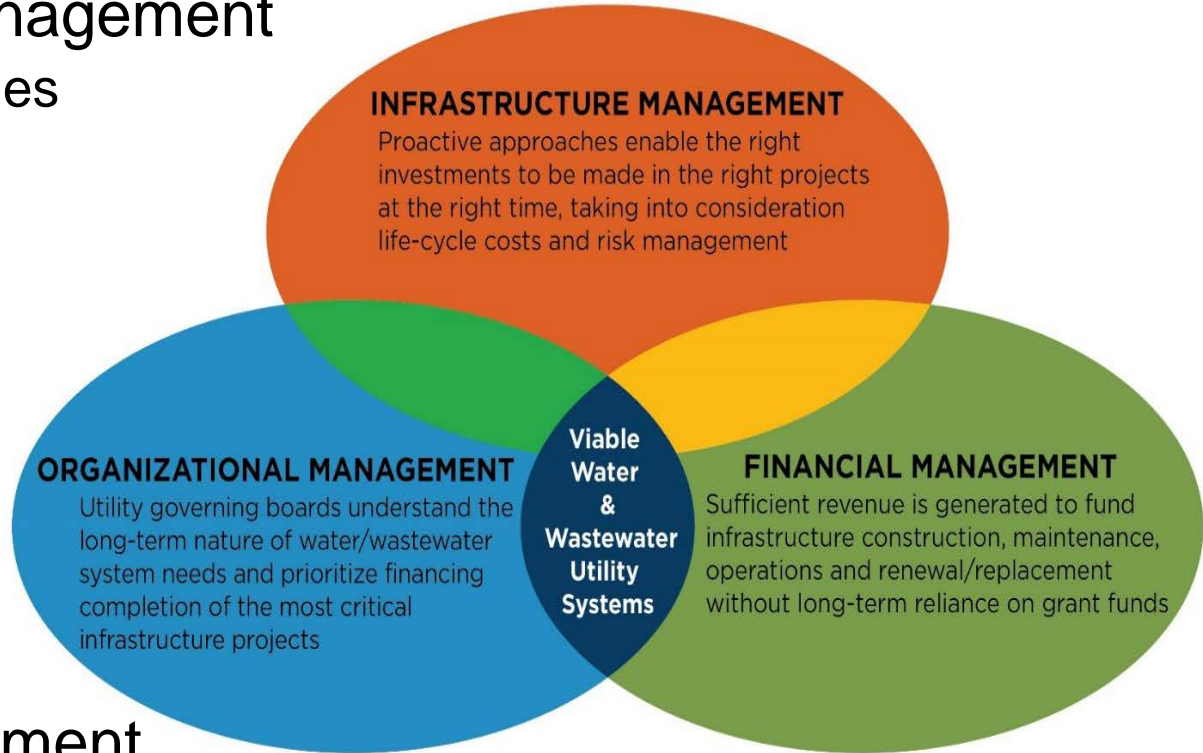 nagement
es
INFRASTRUCTURE MANAGEMENT
Proactive approaches enable the right
investments to be made in the right projects
at the right time, taking into consideration
life-cycle costs and risk management
ORGANIZATIONAL MANAGEMENT
Utility governing boards understand the
long-term nature of water/wastewater
system needs and prioritize financing
completion of the most critical
infrastructure projects
Viable
Water
&
Wastewater
Utility
Systems
FINANCIAL MANAGEMENT
Sufficient revenue is generated to fund
infrastructure construction, maintenance,
operations and renewal/replacement
without long-term reliance on grant funds
ment